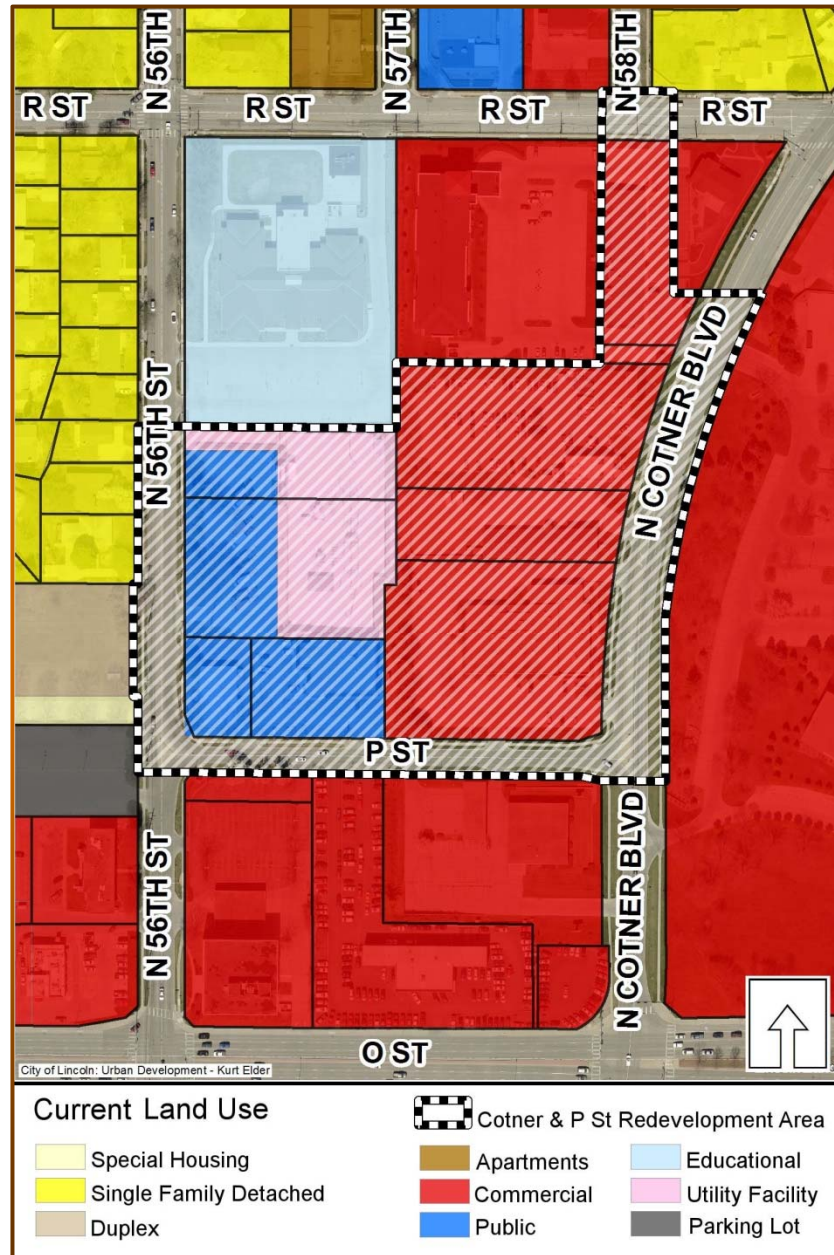 N 56TH
N 57TH
N 58TH
R ST
R ST
R ST
R ST
N 56TH ST
N COTNER BLVD
P ST
N 56TH ST
N COTNER BLVD
O ST
City of Lincoln: Urban Development - Kurt Elder
Current Land Use
Cotner & P St Redevelopment Area
Special Housing
Single Family Detached
Duplex
Apartments
Commercial
Public
Educational
Utility Facility
Parking Lot